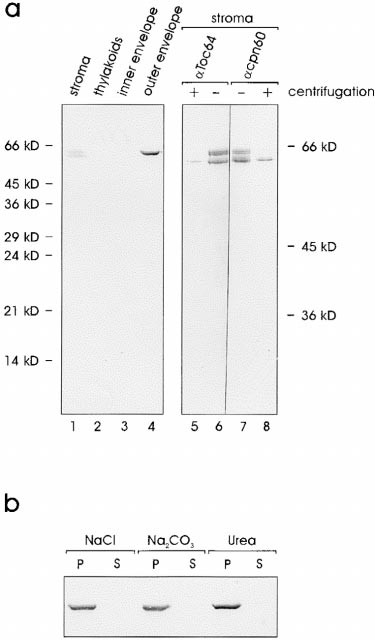 a
stroma
stroma
thylakoids
inner envelope
outer envelope
αToc64
αcpn60
+ – – + centrifugation
66 kD –
45 kD –
36 kD –
29 kD –
24 kD –
21 kD –
14 kD –
– 66 kD
– 45 kD
– 36 kD
1 2 3 4 5 6 7 8
b
NaCl Na₂CO₃ Urea
P S P S P S